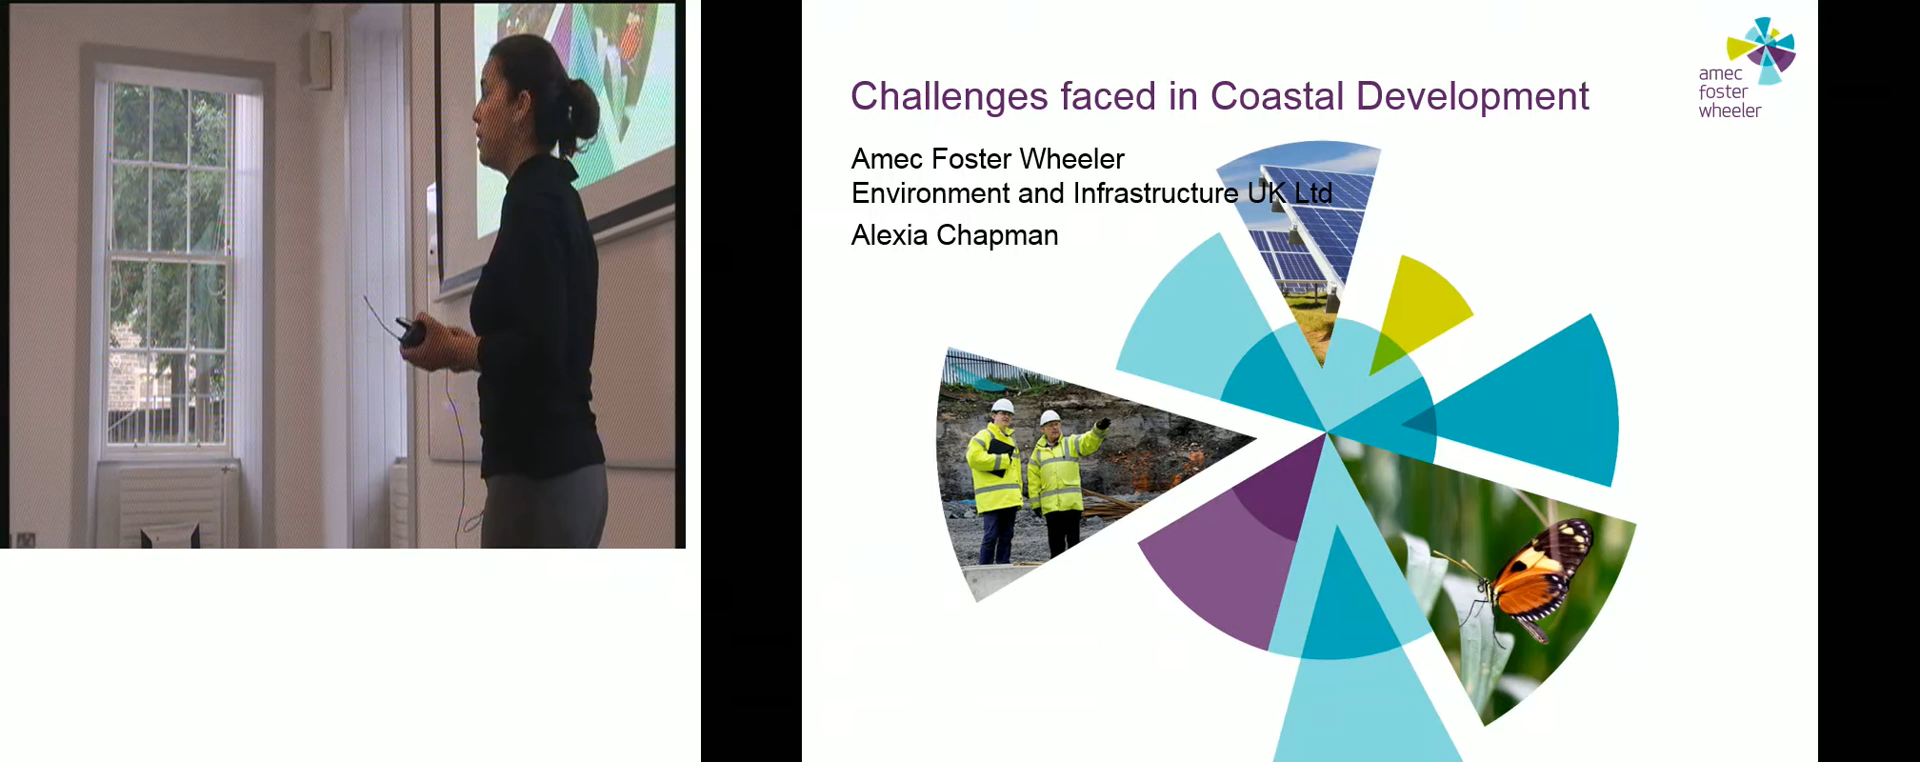 Challenges faced in Coastal Development
Amec Foster Wheeler
Environment and Infrastructure UK Ltd
Alexia Chapman
amec
foster
wheeler